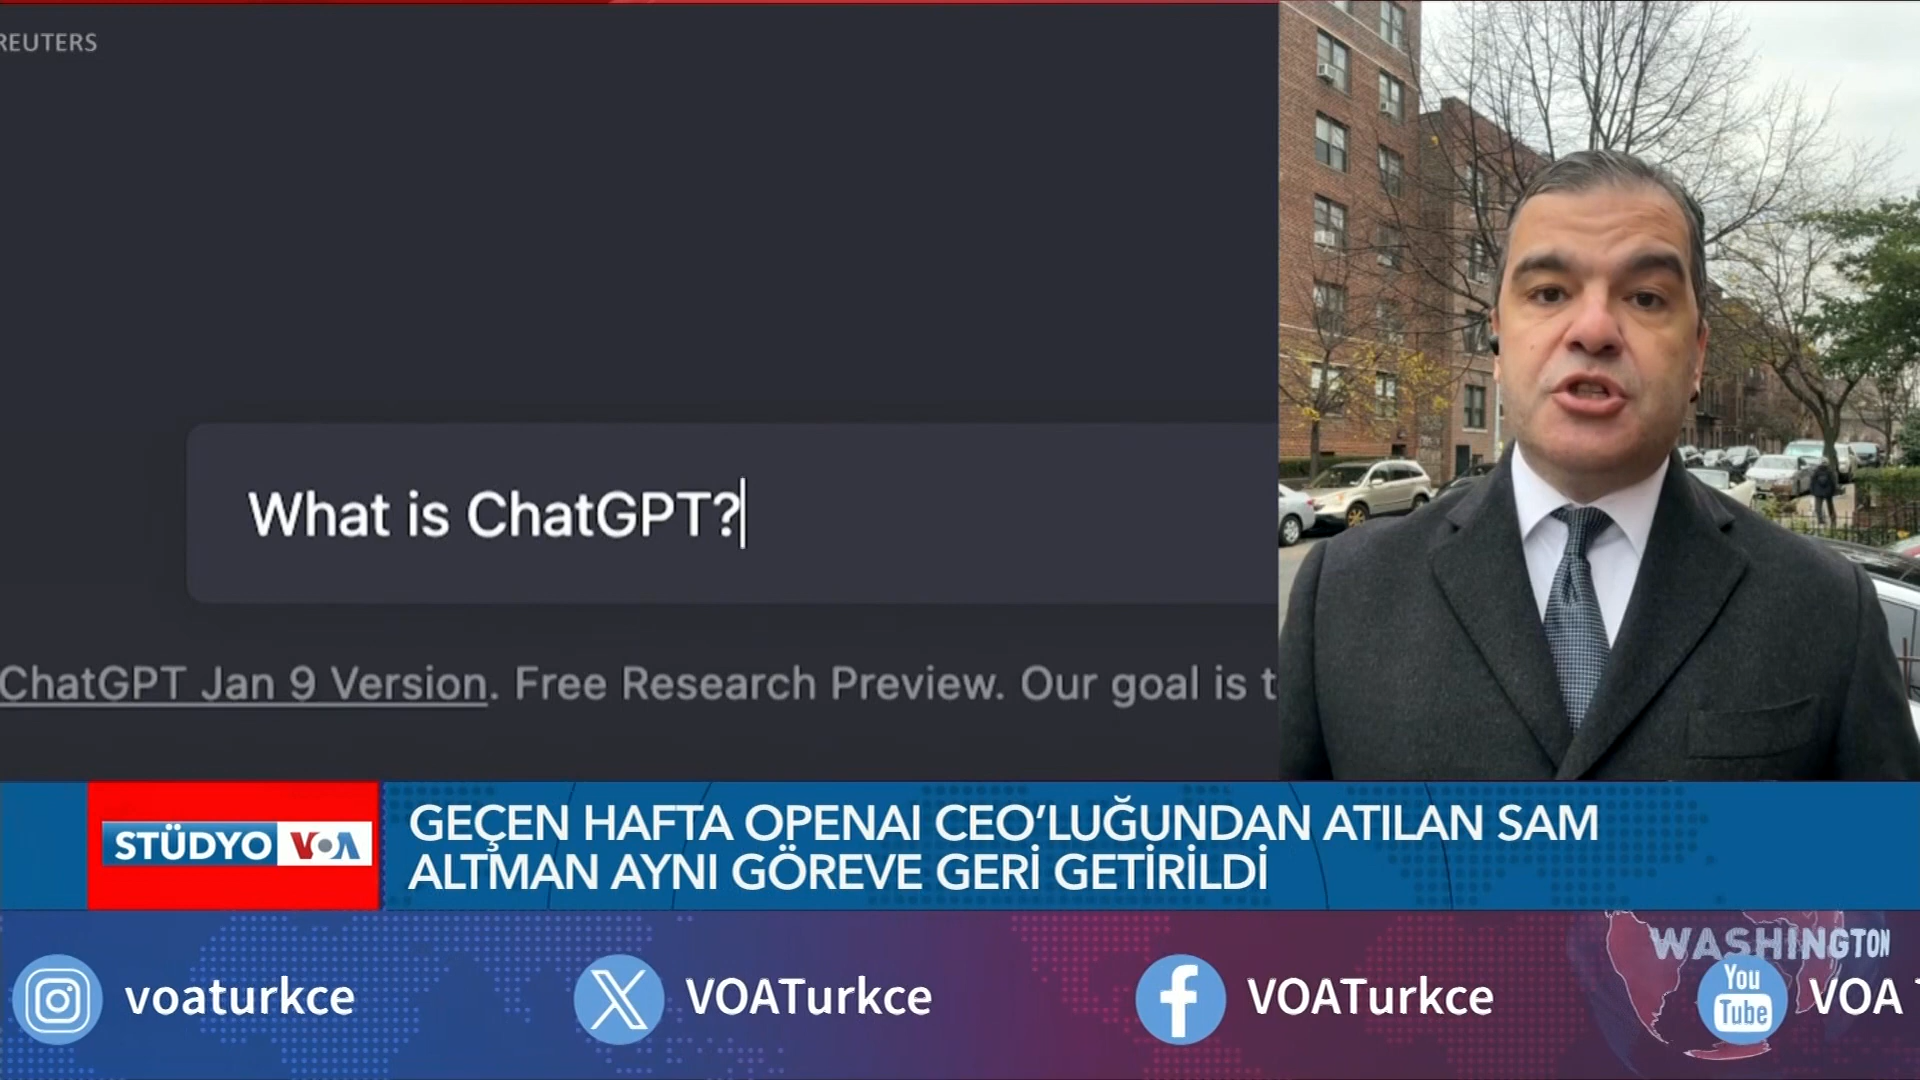 REUTERS
What is ChatGPT?
ChatGPT Jan 9 Version. Free Research Preview. Our goal is t
STÜDYO VOA
GEÇEN HAFTA OPENAI CEO'LUĞUNDAN ATILAN SAM
ALTMAN AYNI GÖREVE GERİ GETİRİLDİ
WASHINGTON
voaturkce
VOATurkce
VOATurkce
You
Tube
VOA